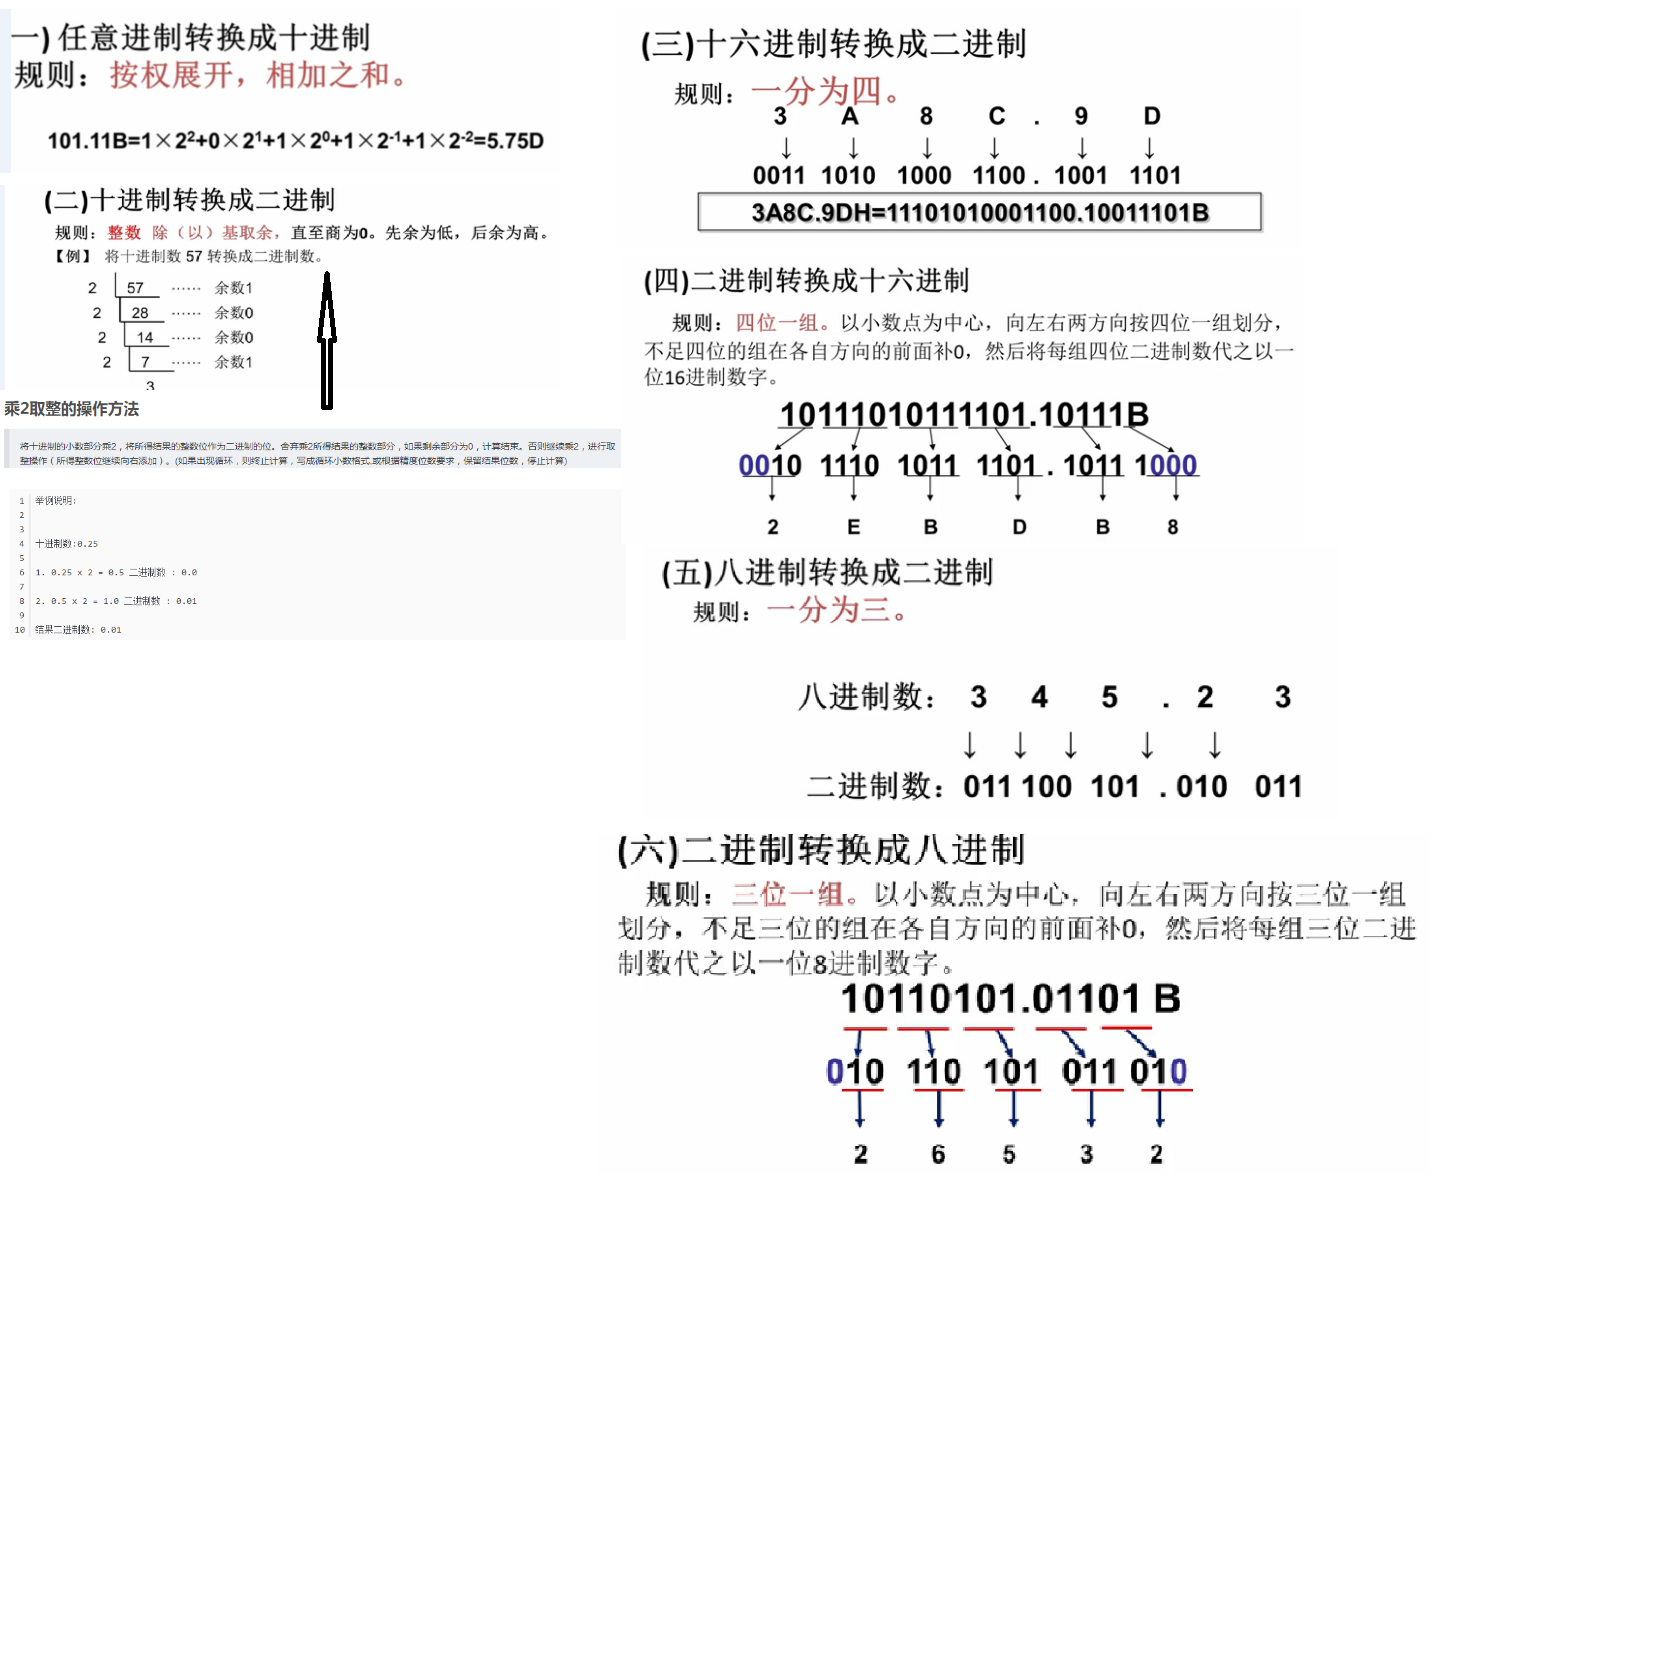 一) 任意进制转换成十进制
规则：按权展开，相加之和。
101.11B=1×2²+0×2¹+1×2⁰+1×2⁻¹+1×2⁻²=5.75D
(二)十进制转换成二进制
规则：整数 除（以）基取余，直至商为0。先余为低，后余为高。
【例】 将十进制数 57 转换成二进制数。
2 57 …… 余数1
2 28 …… 余数0
2 14 …… 余数0
2 7 …… 余数1
3
乘2取整的操作方法
将十进制的小数部分乘2，将所得结果的整数位作为二进制的位。舍弃乘2所得结果的整数部分，如果剩余部分为0，计算结束。否则继续乘2，进行取
整操作（所得整数位继续向右添加）。(如果出现循环，则终止计算，写成循环小数格式.或根据精度位数要求，保留结果位数，停止计算)
1 举例说明：
2
3
4 十进制数:0.25
5
6 1. 0.25 x 2 = 0.5 二进制数 : 0.0
7
8 2. 0.5 x 2 = 1.0 二进制数 : 0.01
9
10 结果二进制数: 0.01
(三)十六进制转换成二进制
规则：一分为四。
3 A 8 C . 9 D
↓ ↓ ↓ ↓ ↓ ↓
0011 1010 1000 1100 . 1001 1101
3A8C.9DH=11101010001100.10011101B
(四)二进制转换成十六进制
规则：四位一组。以小数点为中心，向左右两方向按四位一组划分，
不足四位的组在各自方向的前面补0，然后将每组四位二进制数代之以一
位16进制数字。
10111010111101.10111B
0010 1110 1011 1101 . 1011 1000
2 E B D B 8
(五)八进制转换成二进制
规则：一分为三。
八进制数： 3 4 5 . 2 3
↓ ↓ ↓ ↓ ↓
二进制数：011 100 101 . 010 011
(六)二进制转换成八进制
规则：三位一组。以小数点为中心，向左右两方向按三位一组
划分，不足三位的组在各自方向的前面补0，然后将每组三位二进
制数代之以一位8进制数字。
10110101.01101 B
010 110 101 011 010
2 6 5 3 2